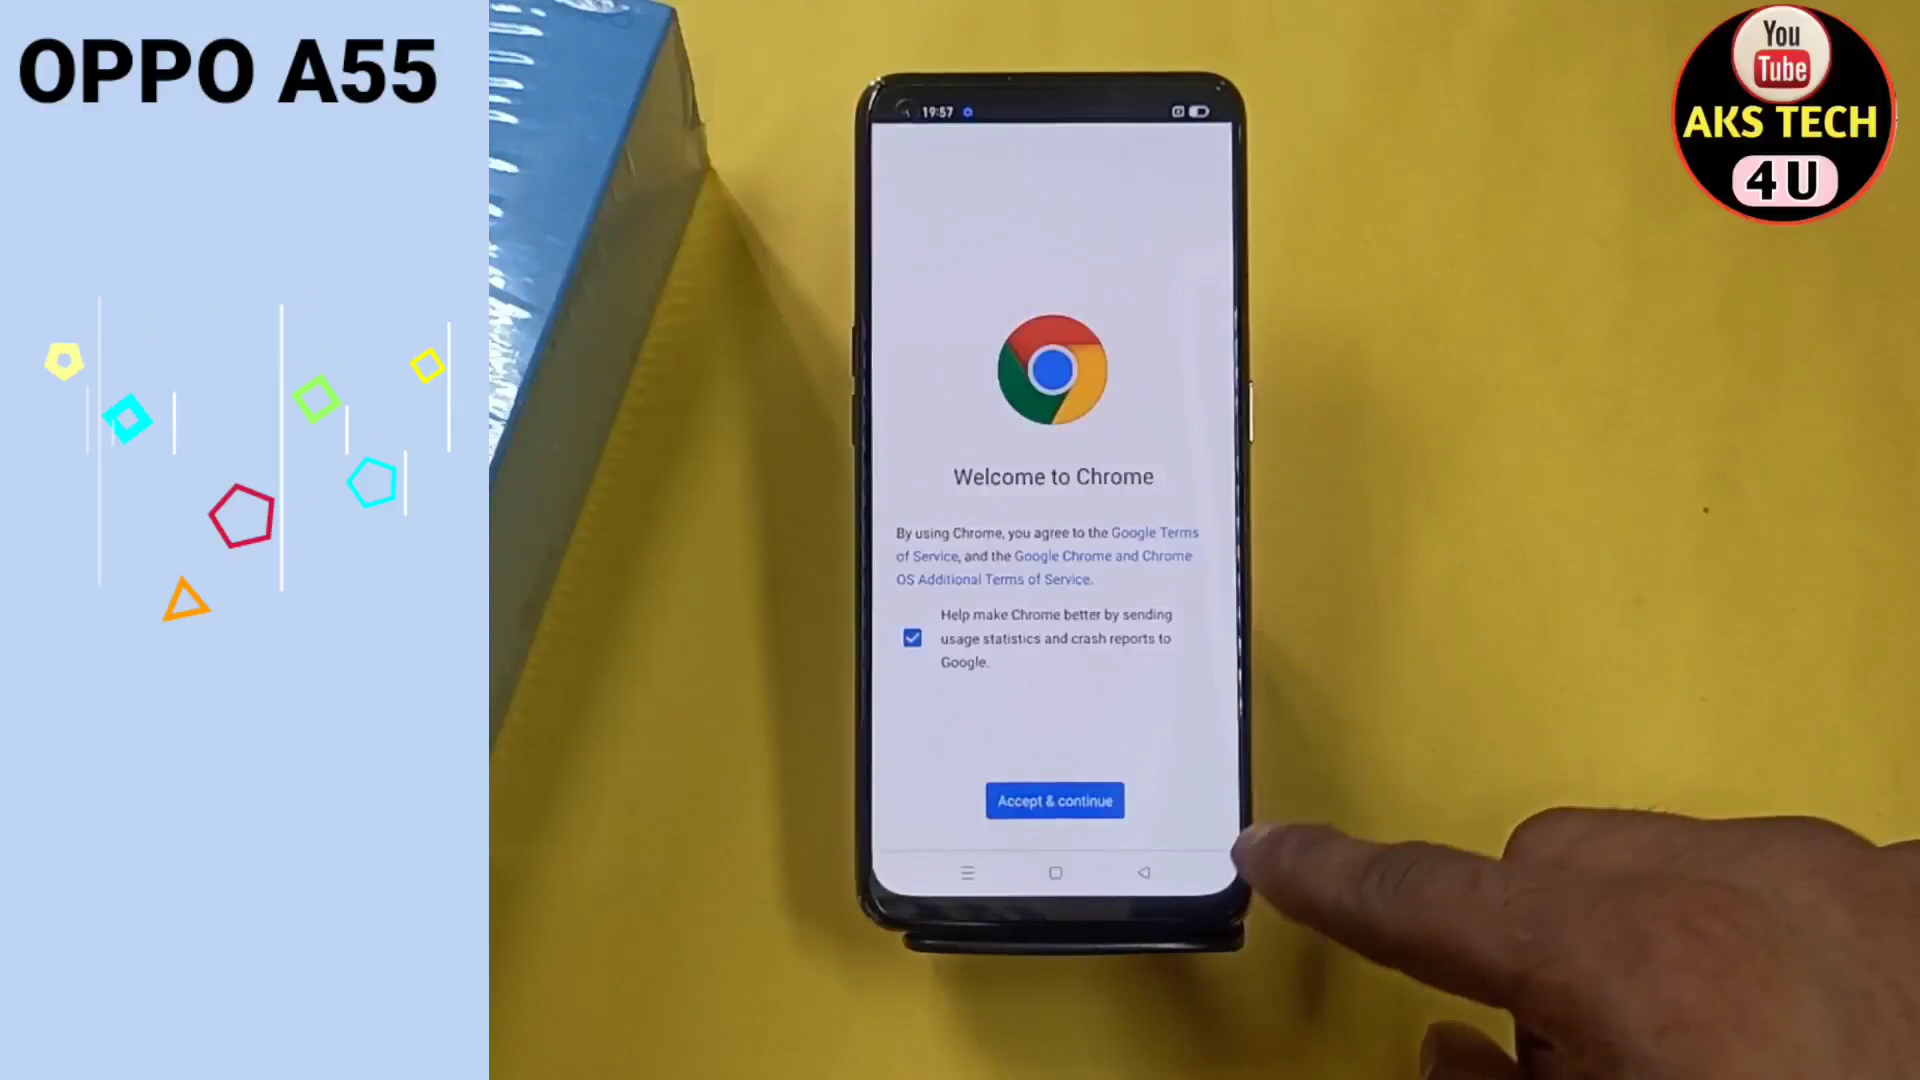 OPPO A55
You
Tube
AKS TECH
4 U
19:57
Welcome to Chrome
By using Chrome, you agree to the Google Terms
of Service, and the Google Chrome and Chrome
OS Additional Terms of Service.
Help make Chrome better by sending
usage statistics and crash reports to
Google.
Accept & continue